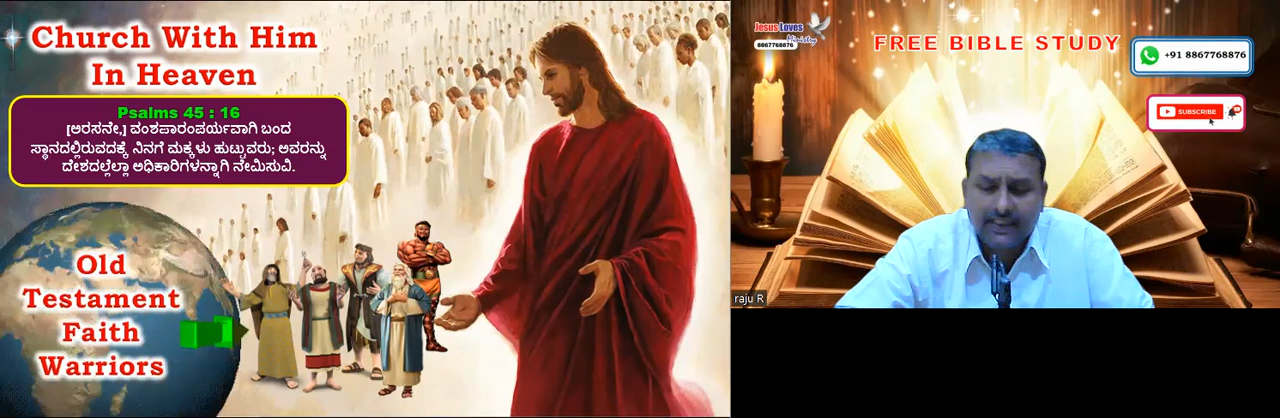 Church With Him
In Heaven
Psalms 45 : 16
[ಅರಸನೇ,] ವಂಶಪಾರಂಪರ್ಯವಾಗಿ ಬಂದ
ಸ್ಥಾನದಲ್ಲಿರುವದಕ್ಕೆ ನಿನಗೆ ಮಕ್ಕಳು ಹುಟ್ಟುವರು; ಅವರನ್ನು
ದೇಶದಲ್ಲೆಲ್ಲಾ ಅಧಿಕಾರಿಗಳನ್ನಾಗಿ ನೇಮಿಸುವಿ.
Old
Testament
Faith
Warriors
Jesus Loves
Ministry
8867768876
FREE BIBLE STUDY
+91 8867768876
SUBSCRIBE
raju R